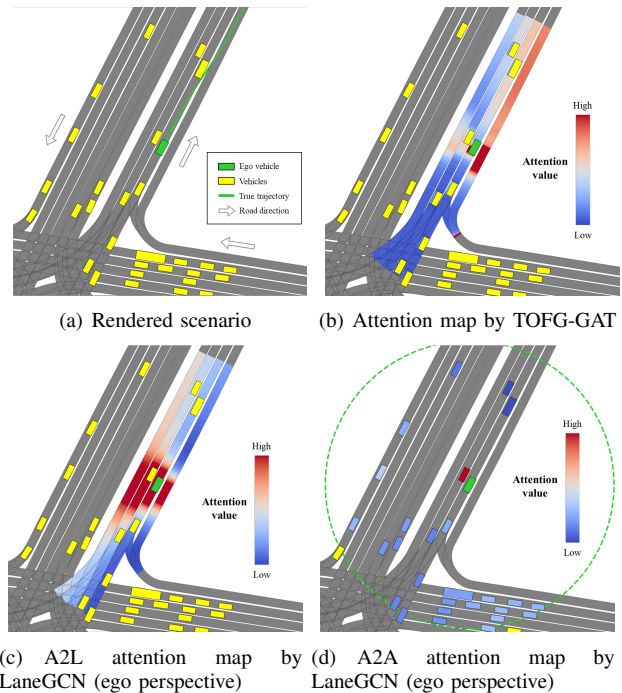 Ego vehicle
Vehicles
True trajectory
Road direction
(a) Rendered scenario
High
Attention
value
Low
(b) Attention map by TOFG-GAT
High
Attention
value
Low
(c) A2L attention map by
LaneGCN (ego perspective)
High
Attention
value
Low
(d) A2A attention map by
LaneGCN (ego perspective)